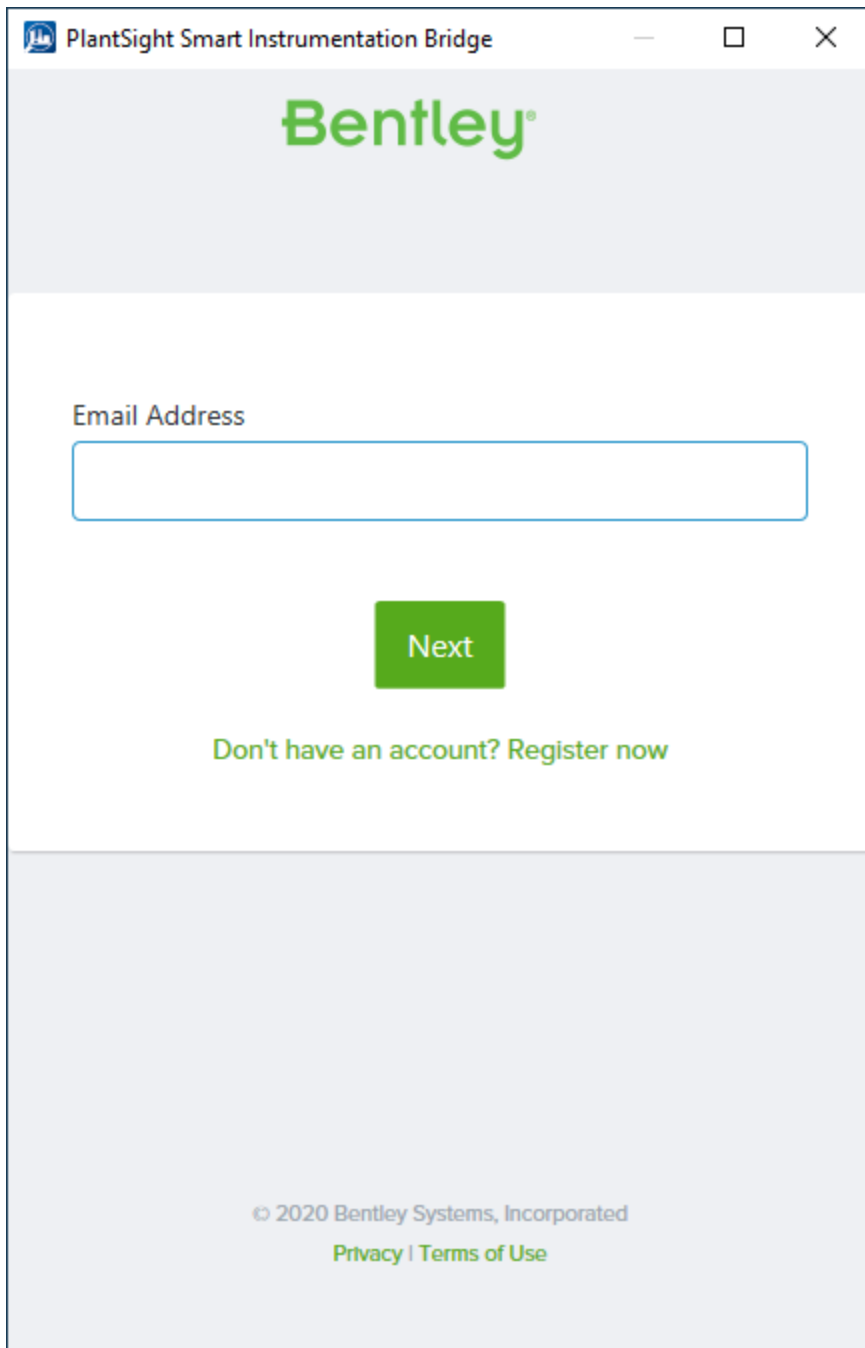 PlantSight Smart Instrumentation Bridge
Bentley®
Email Address
Next
Don't have an account? Register now
© 2020 Bentley Systems, Incorporated
Privacy | Terms of Use